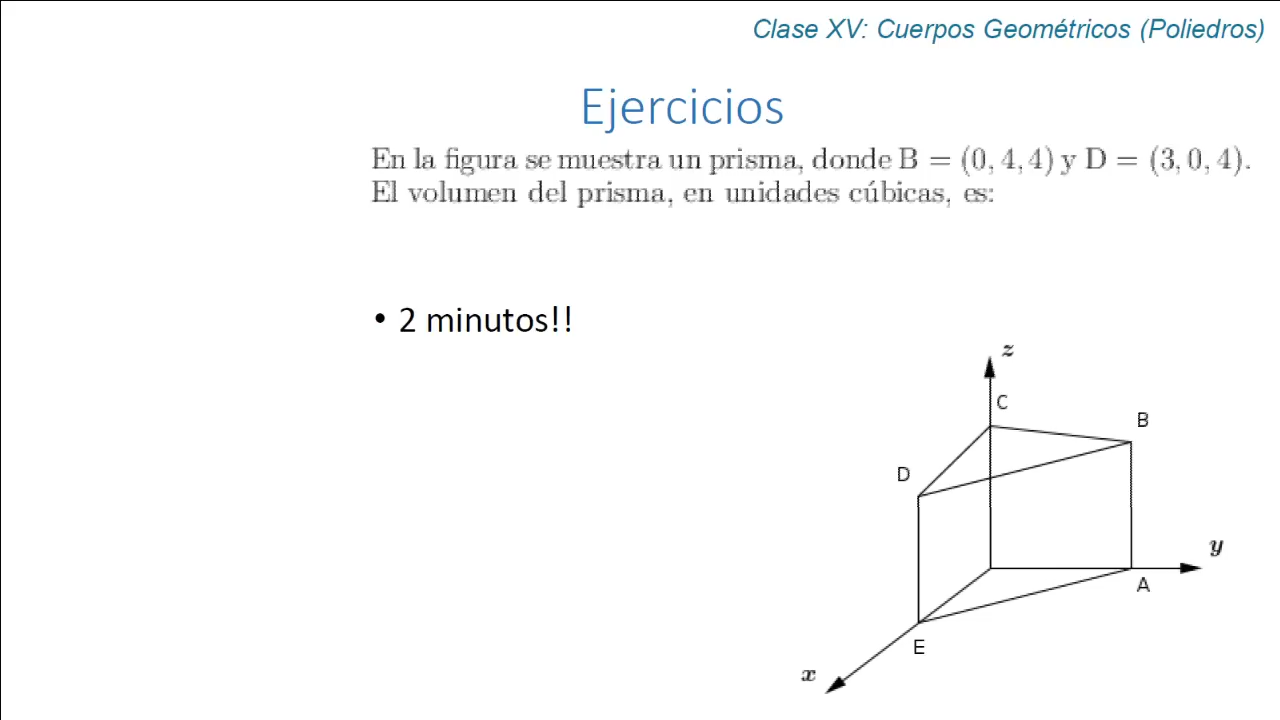 Clase XV: Cuerpos Geométricos (Poliedros)
Ejercicios
En la figura se muestra un prisma, donde B = (0, 4, 4) y D = (3, 0, 4).
El volumen del prisma, en unidades cúbicas, es:
• 2 minutos!!
z
C
B
D
y
A
E
x